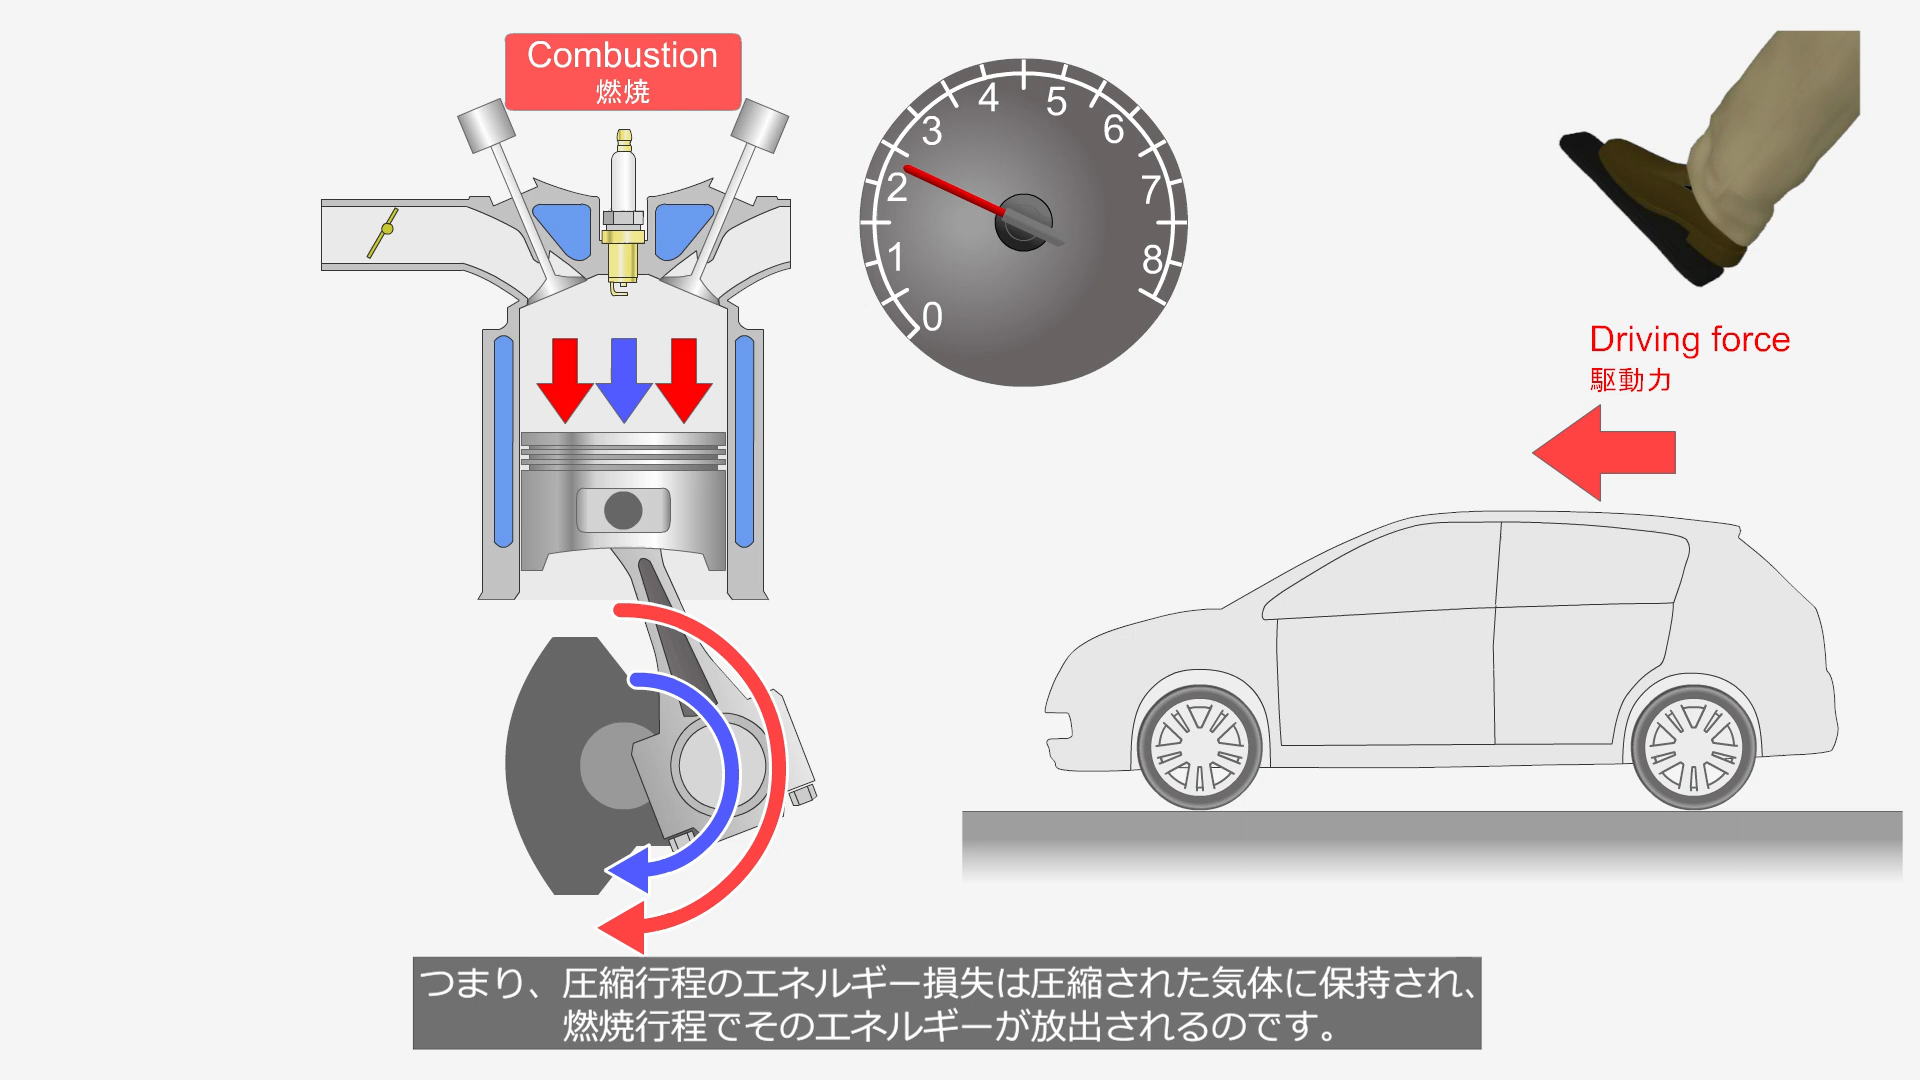 Combustion
燃焼
0
1
2
3
4
5
6
7
8
Driving force
駆動力
つまり、圧縮行程のエネルギー損失は圧縮された気体に保持され、
燃焼行程でそのエネルギーが放出されるのです。